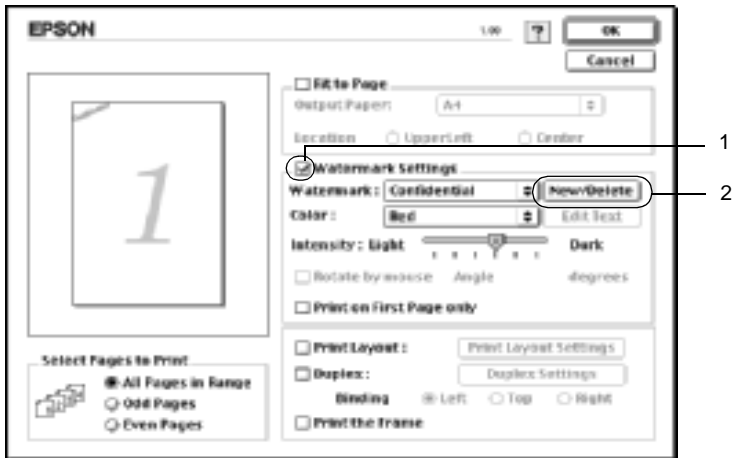 EPSON 1.00 ? OK
Cancel
Fit to Page
Output Paper: A4
Location Upper Left Center
1
Watermark Settings
Watermark: Confidential New/Delete
2
Color: Red Edit Text
Intensity: Light Dark
Rotate by mouse Angle degrees
Print on First Page only
1
Print Layout: Print Layout Settings
Duplex: Duplex Settings
Binding Left Top Right
Print the Frame
Select Pages to Print
All Pages in Range
Odd Pages
Even Pages